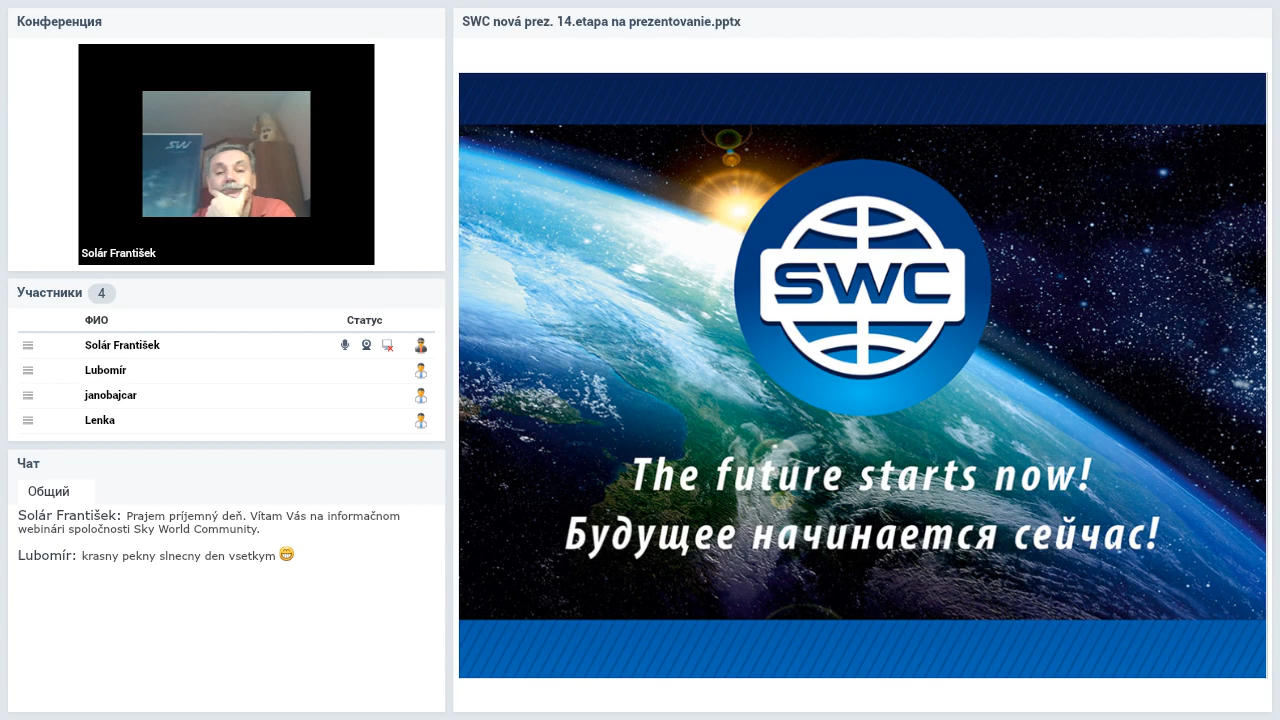 Конференция
Solár František
Участники 4
ФИО Статус
Solár František
Lubomír
janobajcar
Lenka
Чат
Общий
Solár František: Prajem príjemný deň. Vítam Vás na informačnom
webinári spoločnosti Sky World Community.
Lubomír: krasny pekny slnecny den vsetkym
SWC nová prez. 14.etapa na prezentovanie.pptx
SWC
The future starts now!
Будущее начинается сейчас!